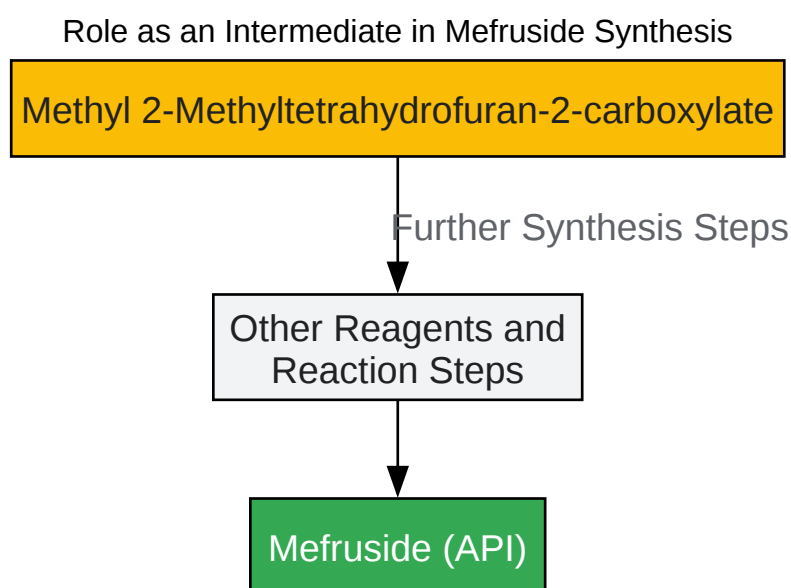 Role as an Intermediate in Mefruside Synthesis
Methyl 2-Methyltetrahydrofuran-2-carboxylate
Further Synthesis Steps
Other Reagents and
Reaction Steps
Mefruside (API)